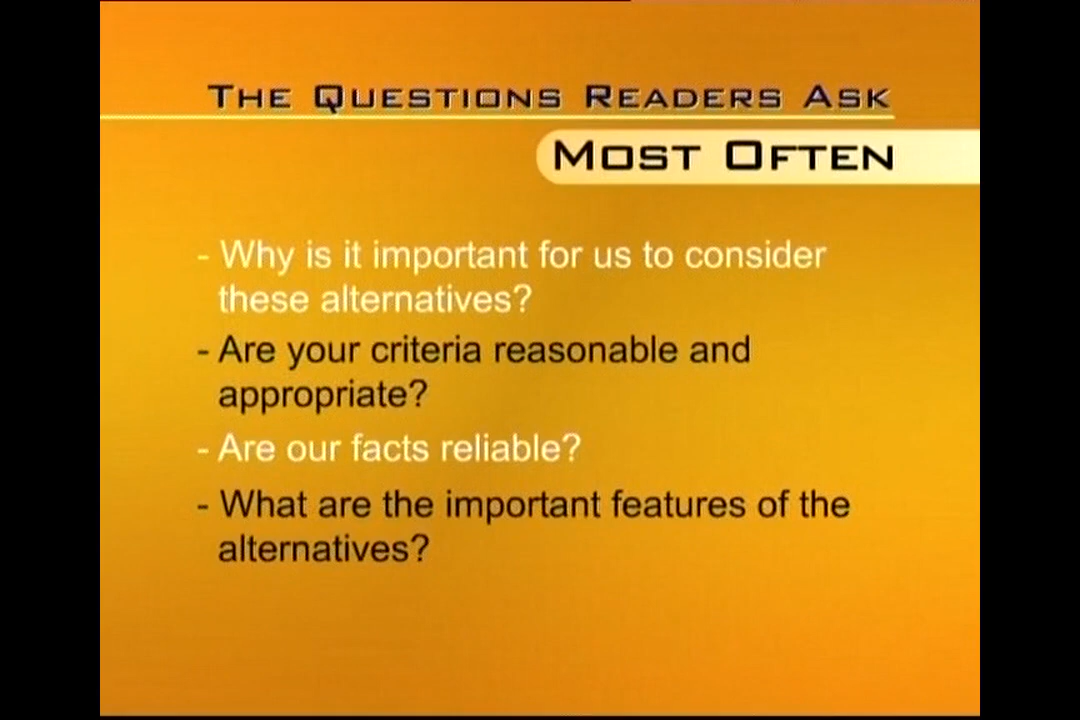 The Questions Readers Ask
Most Often
- Why is it important for us to consider
these alternatives?
- Are your criteria reasonable and
appropriate?
- Are our facts reliable?
- What are the important features of the
alternatives?